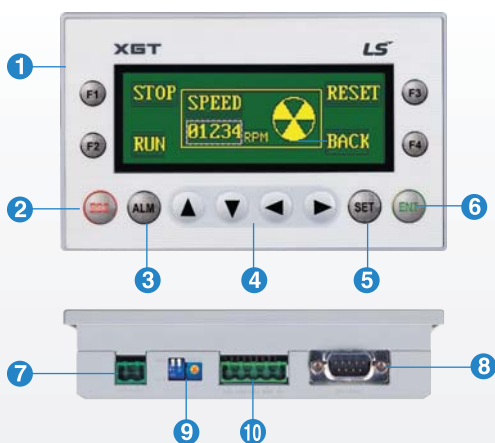 XGT LS
1
F1 STOP SPEED RESET F3
01234 RPM
F2 RUN BACK F4
2 ESC ALM SET ENT 6
3 4 5
7 8
9 10